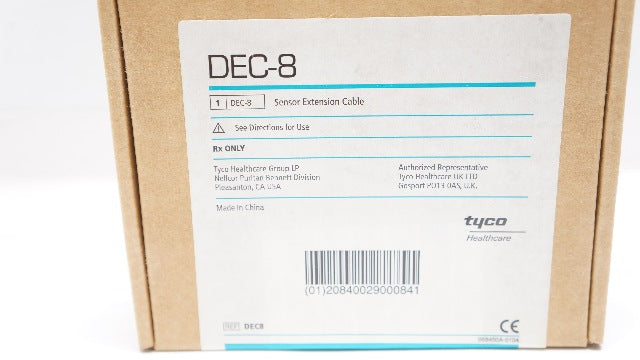 DEC-8
1 DEC-8 Sensor Extension Cable
See Directions for Use
Rx ONLY
Tyco Healthcare Group LP
Nellcor Puritan Bennett Division
Pleasanton, CA USA
Authorized Representative
Tyco Healthcare UK LTD
Gosport PO13 0AS, U.K.
Made in China
tyco
Healthcare
(01)20840029000841
REF DEC8
CE